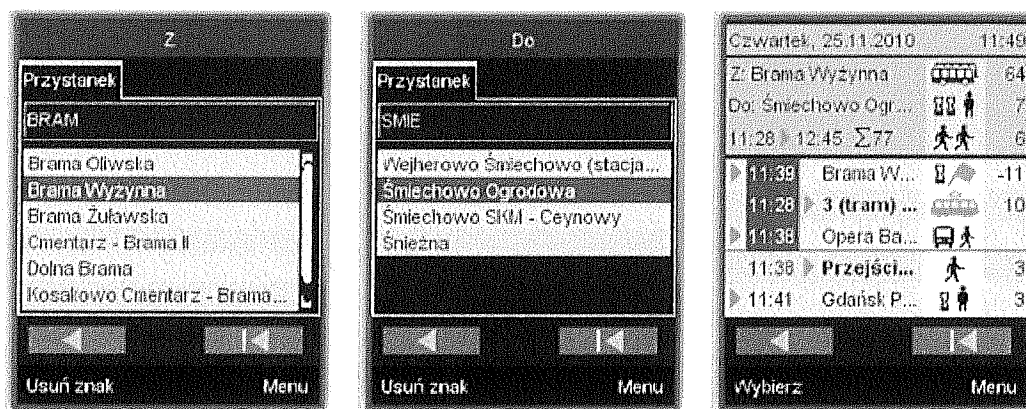 Z
Przystanek
BRAM
Brama Oliwska
Brama Wyżynna
Brama Żuławska
Cmentarz - Brama II
Dolna Brama
Kosakowo Cmentarz - Brama...
Usuń znak Menu
Do
Przystanek
SMIE
Wejherowo Śmiechowo (stacja...
Śmiechowo Ogrodowa
Śmiechowo SKM - Ceynowy
Śnieżna
Usuń znak Menu
Czwartek, 25.11.2010 11:49
Z: Brama Wyżynna 64
Do: Śmiechowo Ogr... 7
11:28 12:45 Σ77 6
11:39 Brama W... -11
11:28 3 (tram) ... 10
11:38 Opera Ba...
11:38 Przejści... 3
11:41 Gdańsk P... 3
Wybierz Menu